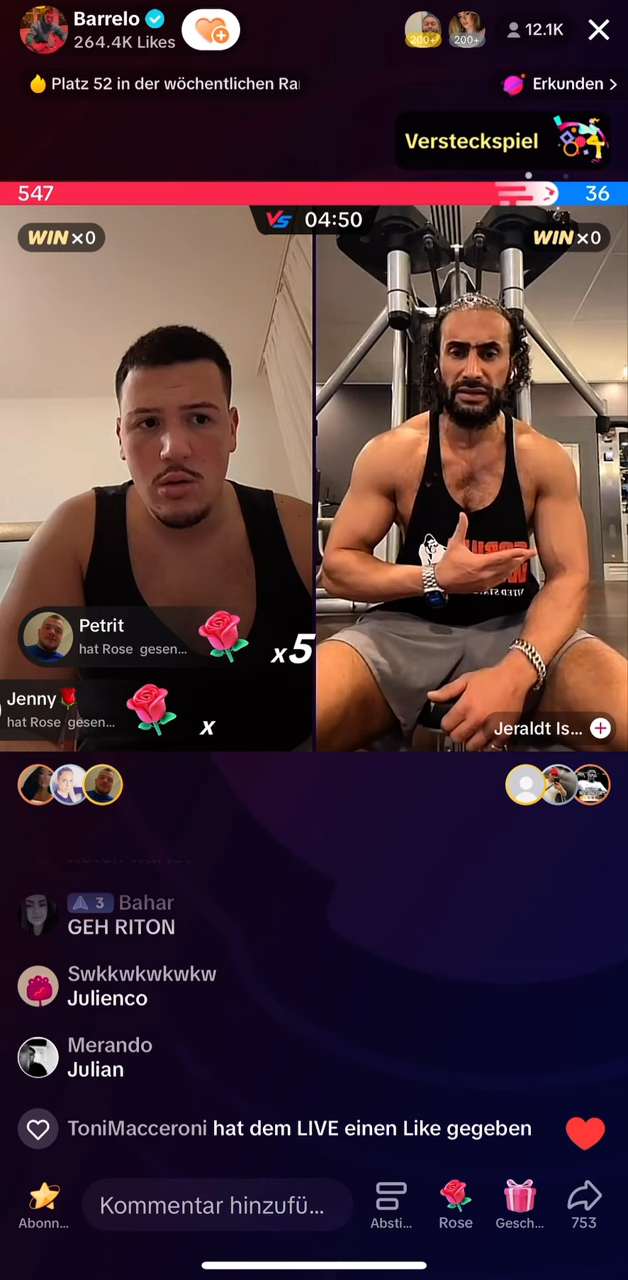 Barrelo
264.4K Likes
200+
200+
12.1K
Platz 52 in der wöchentlichen Ra
Erkunden >
Versteckspiel
547
36
VS 04:50
WIN x0
WIN x0
Petrit
hat Rose gesen...
x5
Jenny
hat Rose gesen...
x
Jeraldt Is...
3 Bahar
GEH RITON
Swkkwkwkwkw
Julienco
Merando
Julian
ToniMacceroni hat dem LIVE einen Like gegeben
Abonn...
Kommentar hinzufü...
Absti...
Rose
Gesch...
753